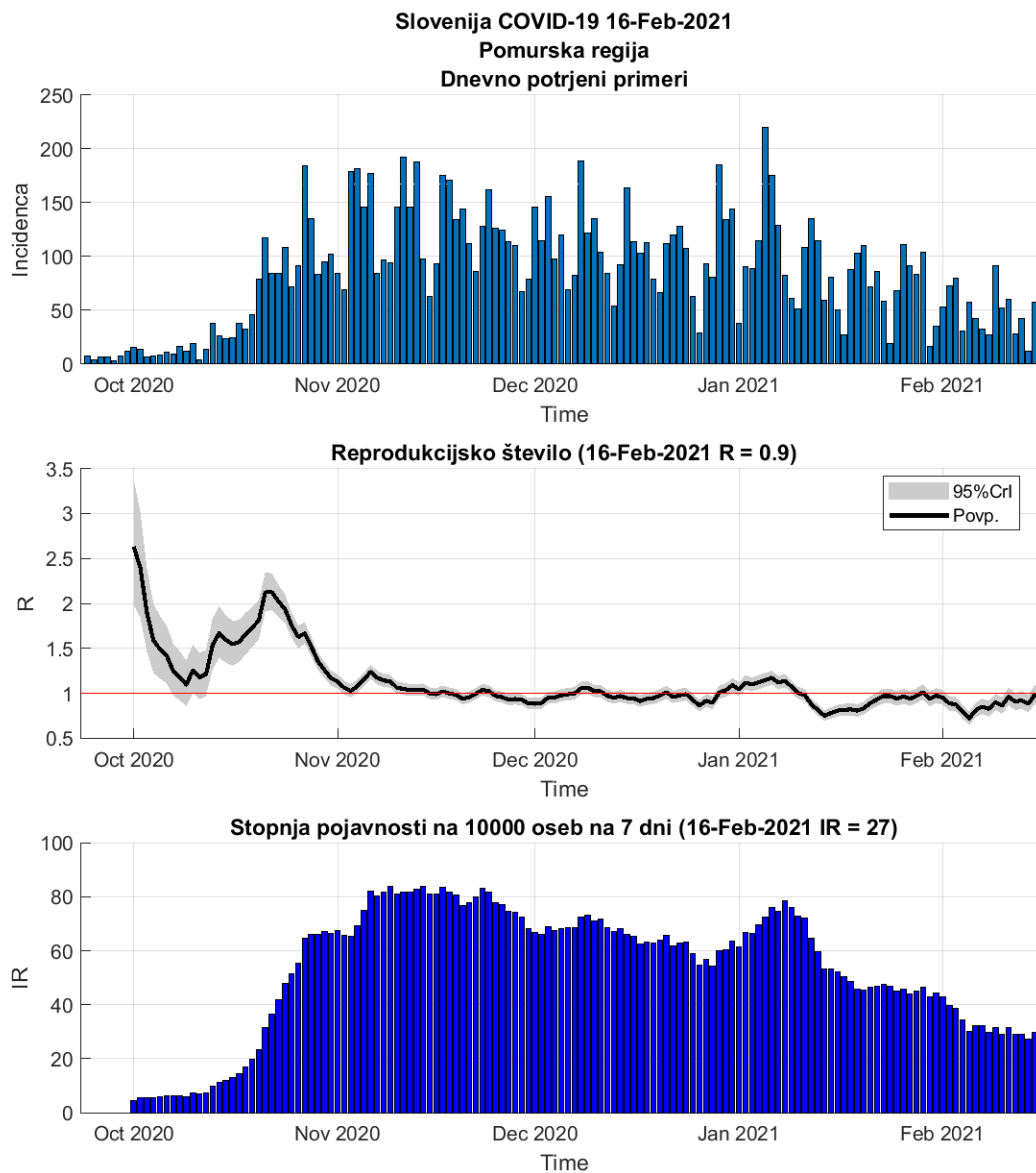 Slovenija COVID-19 16-Feb-2021
Pomurska regija
Dnevno potrjeni primeri
250
200
150
100
50
0
Incidenca
Oct 2020 Nov 2020 Dec 2020 Jan 2021 Feb 2021
Time
Reprodukcijsko število (16-Feb-2021 R = 0.9)
3.5
3
2.5
2
1.5
1
0.5
R
95%CrI
Povp.
Oct 2020 Nov 2020 Dec 2020 Jan 2021 Feb 2021
Time
Stopnja pojavnosti na 10000 oseb na 7 dni (16-Feb-2021 IR = 27)
100
80
60
40
20
0
IR
Oct 2020 Nov 2020 Dec 2020 Jan 2021 Feb 2021
Time